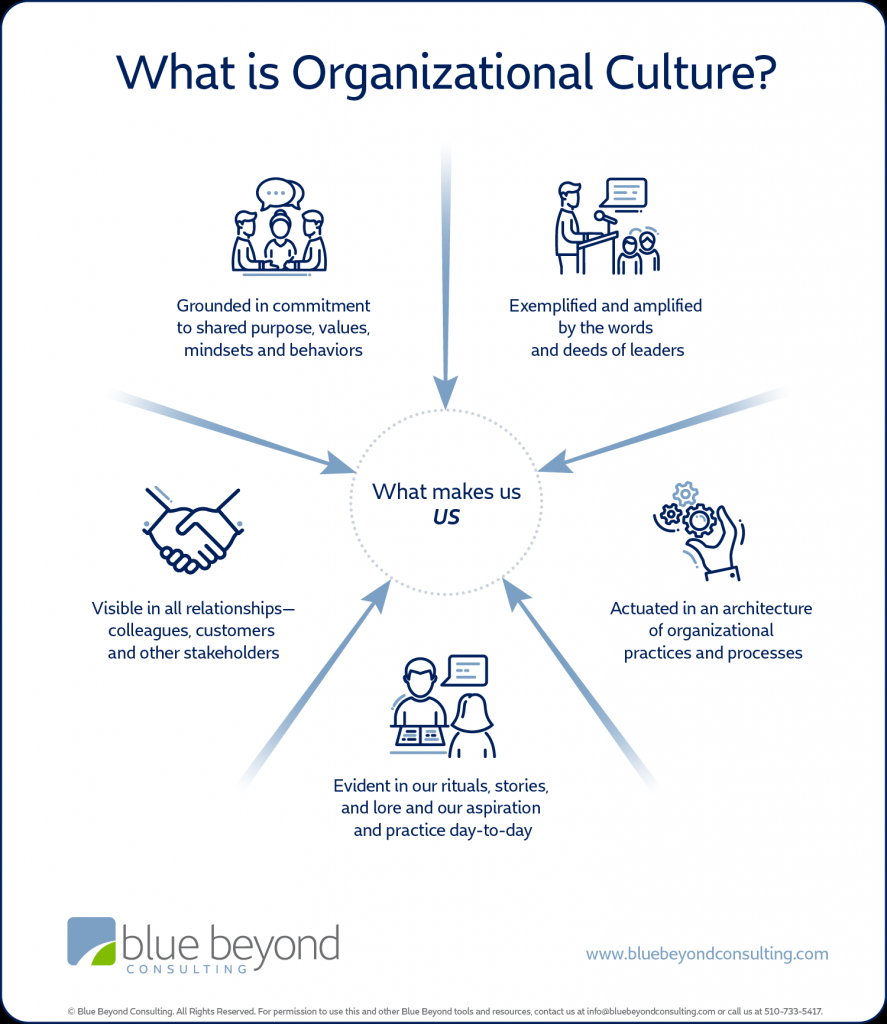 What is Organizational Culture?
Grounded in commitment
to shared purpose, values,
mindsets and behaviors
Exemplified and amplified
by the words
and deeds of leaders
What makes us
US
Visible in all relationships—
colleagues, customers
and other stakeholders
Actuated in an architecture
of organizational
practices and processes
Evident in our rituals, stories,
and lore and our aspiration
and practice day-to-day
blue beyond
CONSULTING
www.bluebeyondconsulting.com
© Blue Beyond Consulting. All Rights Reserved. For permission to use this and other Blue Beyond tools and resources, contact us at info@bluebeyondconsulting.com or call us at 510-733-5417.